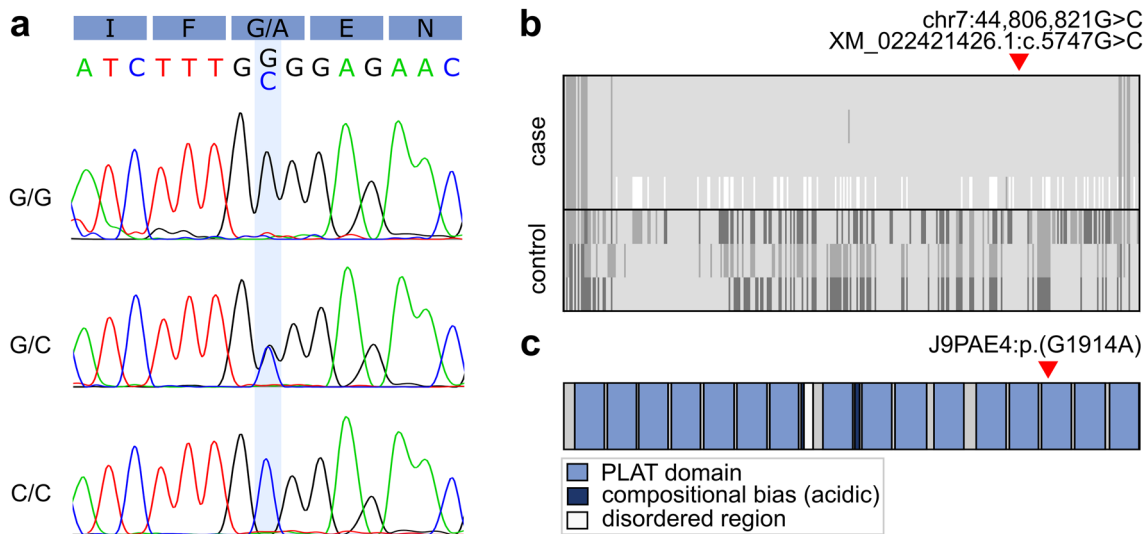 a
I F G/A E N
G
A T C T T T G G G A G A A C
C
G/G
G/C
C/C
b
chr7:44,806,821G>C
XM_022421426.1:c.5747G>C
case
control
c
J9PAE4:p.(G1914A)
PLAT domain
compositional bias (acidic)
disordered region